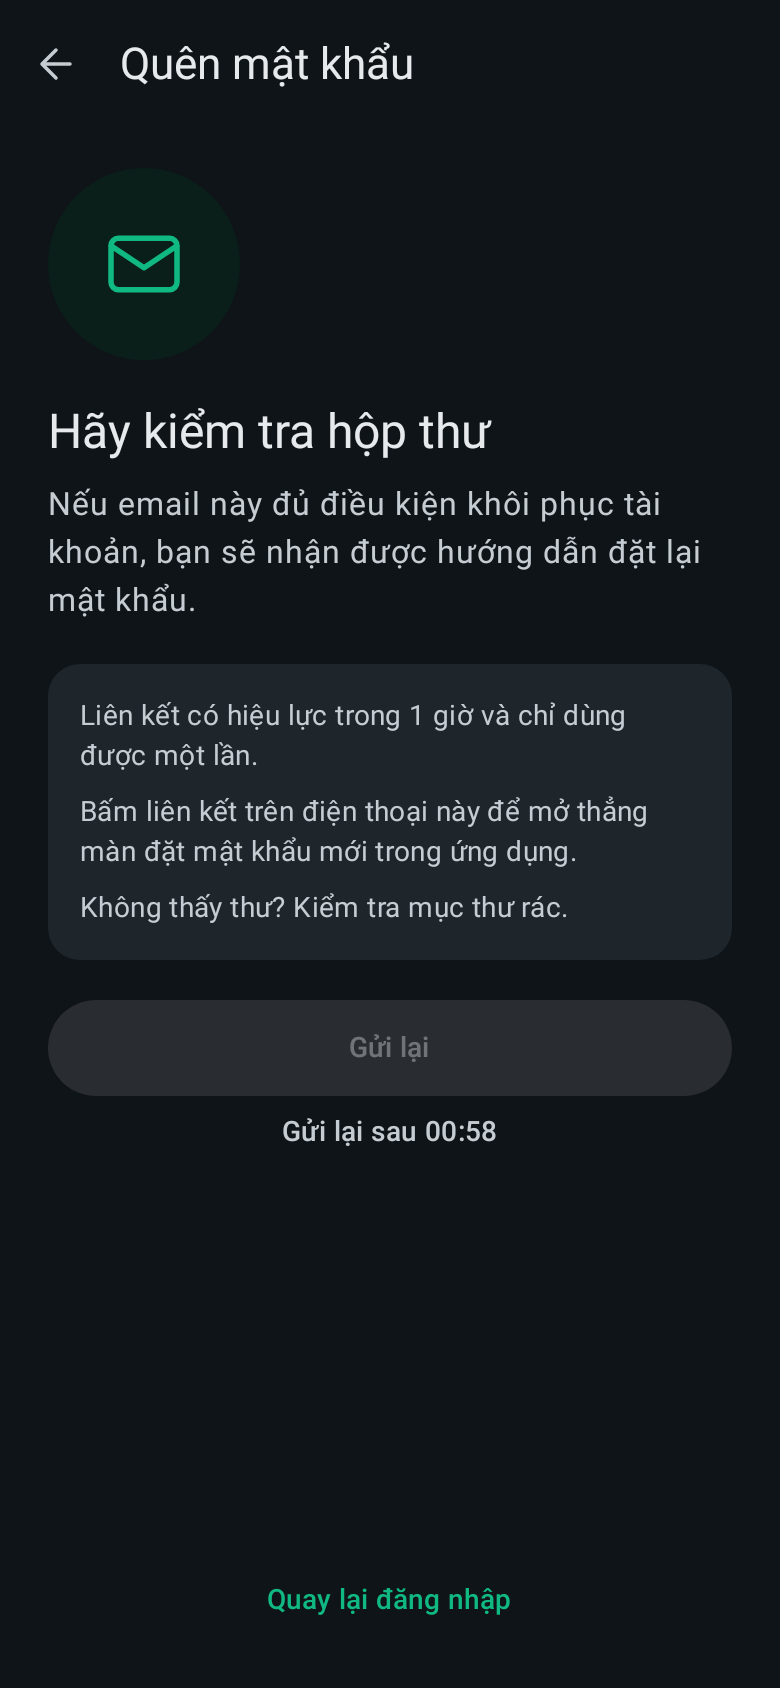 Quên mật khẩu
Hãy kiểm tra hộp thư
Nếu email này đủ điều kiện khôi phục tài
khoản, bạn sẽ nhận được hướng dẫn đặt lại
mật khẩu.
Liên kết có hiệu lực trong 1 giờ và chỉ dùng
được một lần.
Bấm liên kết trên điện thoại này để mở thẳng
màn đặt mật khẩu mới trong ứng dụng.
Không thấy thư? Kiểm tra mục thư rác.
Gửi lại
Gửi lại sau 00:58
Quay lại đăng nhập